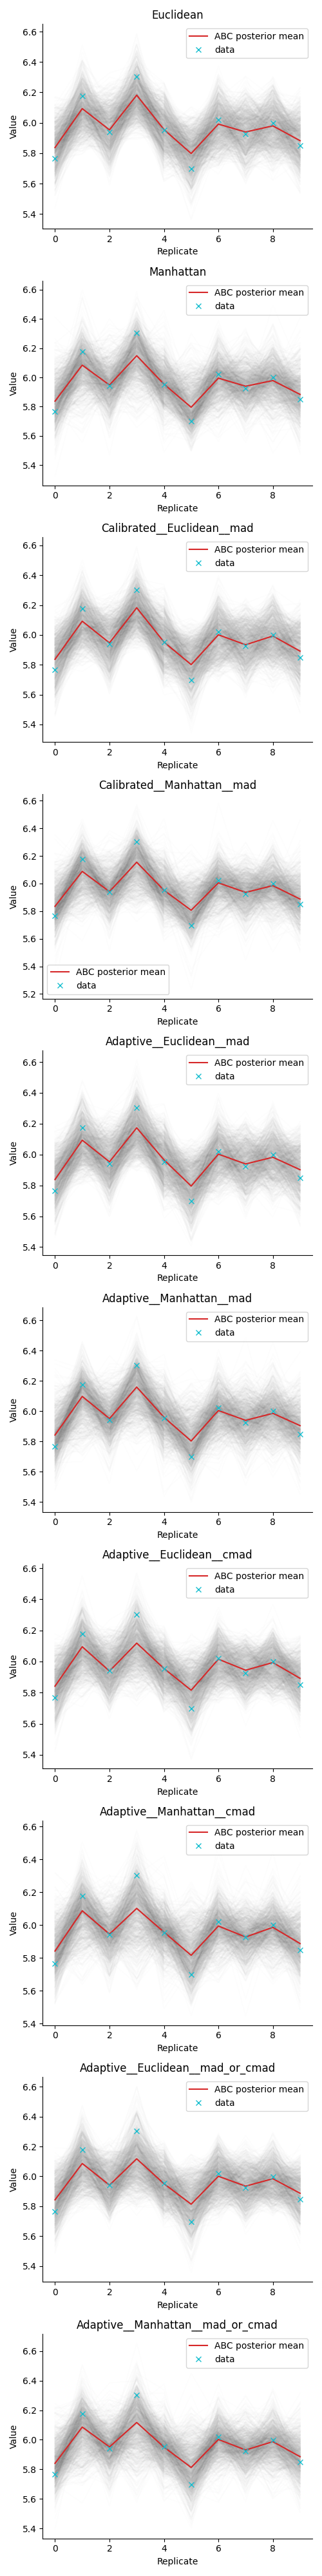 Euclidean
6.6
6.4
6.2
6.0
5.8
5.6
5.4
Value
ABC posterior mean
data
0 2 4 6 8
Replicate
Manhattan
6.6
6.4
6.2
6.0
5.8
5.6
5.4
Value
ABC posterior mean
data
0 2 4 6 8
Replicate
Calibrated__Euclidean__mad
6.6
6.4
6.2
6.0
5.8
5.6
5.4
Value
ABC posterior mean
data
0 2 4 6 8
Replicate
Calibrated__Manhattan__mad
6.6
6.4
6.2
6.0
5.8
5.6
5.4
5.2
Value
ABC posterior mean
data
0 2 4 6 8
Replicate
Adaptive__Euclidean__mad
6.6
6.4
6.2
6.0
5.8
5.6
5.4
Value
ABC posterior mean
data
0 2 4 6 8
Replicate
Adaptive__Manhattan__mad
6.6
6.4
6.2
6.0
5.8
5.6
5.4
Value
ABC posterior mean
data
0 2 4 6 8
Replicate
Adaptive__Euclidean__cmad
6.6
6.4
6.2
6.0
5.8
5.6
5.4
Value
ABC posterior mean
data
0 2 4 6 8
Replicate
Adaptive__Manhattan__cmad
6.6
6.4
6.2
6.0
5.8
5.6
5.4
Value
ABC posterior mean
data
0 2 4 6 8
Replicate
Adaptive__Euclidean__mad_or_cmad
6.6
6.4
6.2
6.0
5.8
5.6
5.4
Value
ABC posterior mean
data
0 2 4 6 8
Replicate
Adaptive__Manhattan__mad_or_cmad
6.6
6.4
6.2
6.0
5.8
5.6
5.4
Value
ABC posterior mean
data
0 2 4 6 8
Replicate